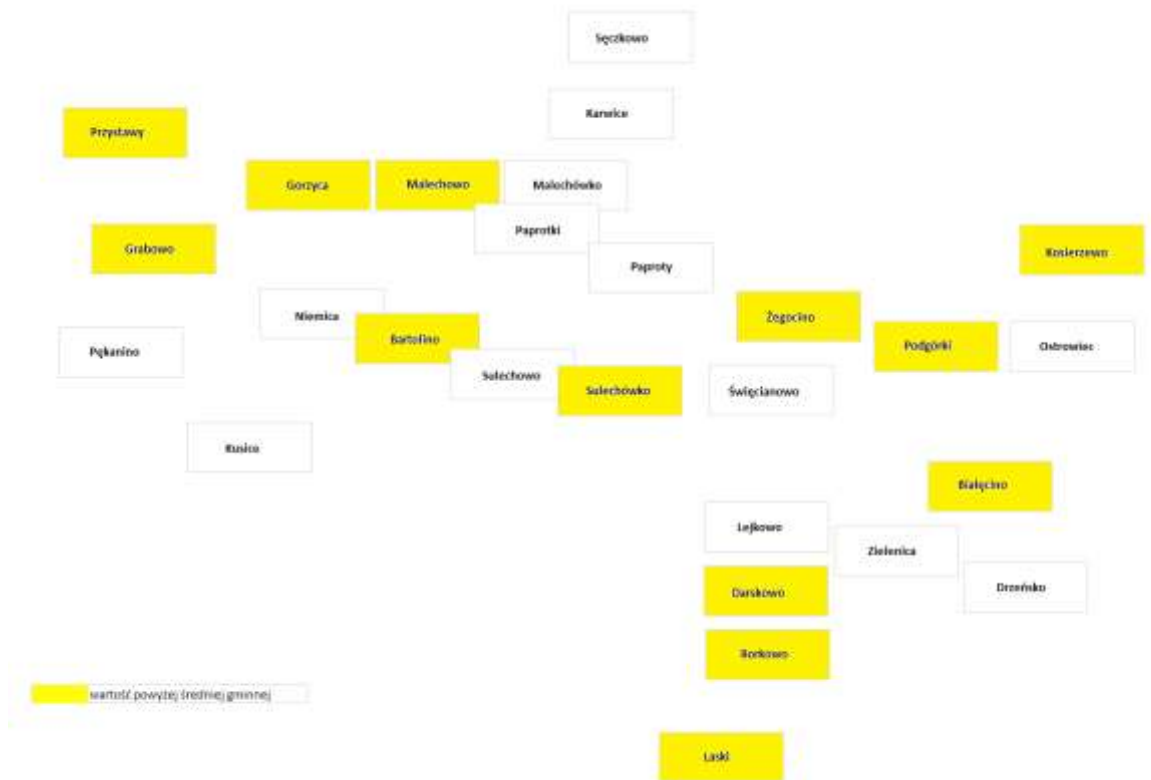 Sęczkowo
Karwice
Przystawy
Gorzyca
Malechowo
Malechówko
Paprotki
Grabowo
Paproty
Kosierzewo
Niemica
Żegocino
Bartolino
Podgórki
Ostrowiec
Pękanino
Sulechowo
Sulechówko
Święcianowo
Kusice
Białęcino
Lejkowo
Zielenica
Drzeńsko
Darskowo
Borkowo
wartość powyżej średniej gminnej
Laski